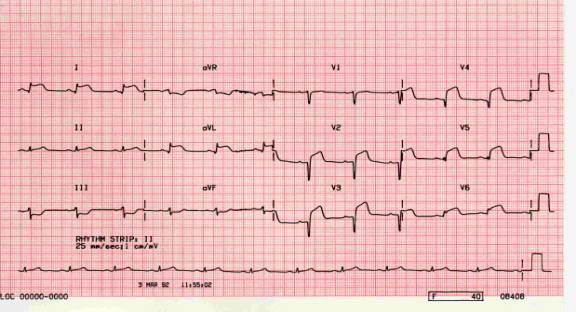 I aVR V1 V4
II aVL V2 V5
III aVF V3 V6
RHYTHM STRIP: II
25 mm/sec;1 cm/mV
3 MAR 92 11:55:02
LOC 00000-0000 F 40 08408